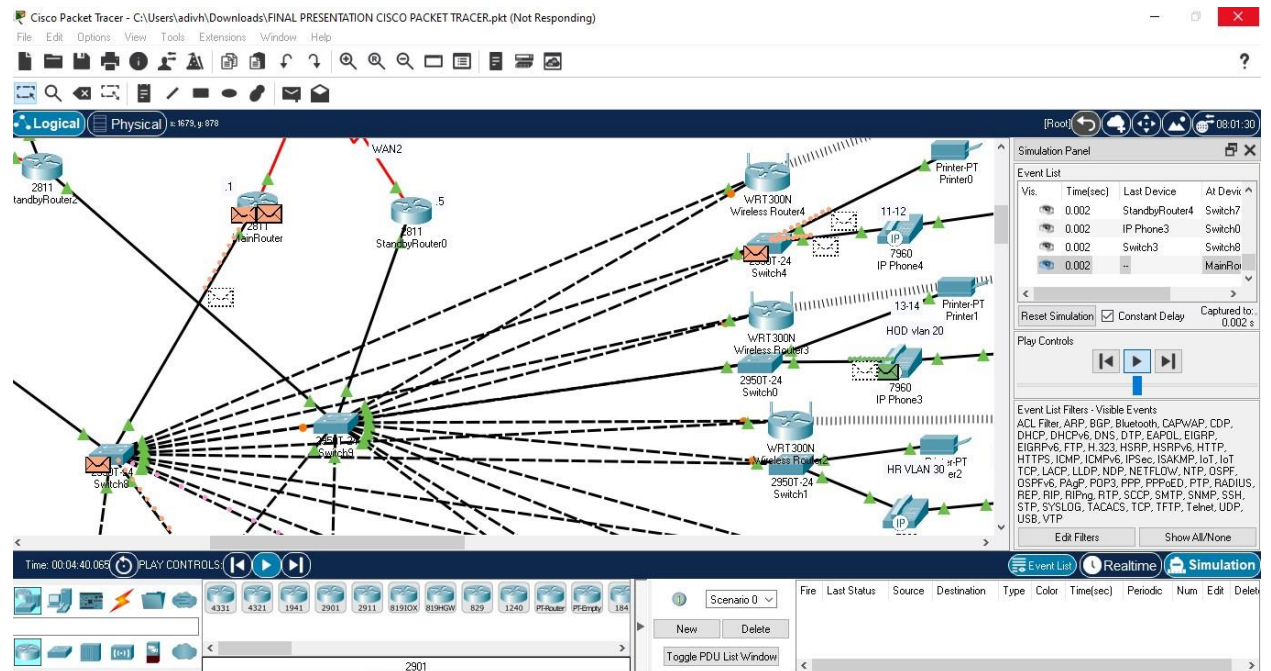 Cisco Packet Tracer - C:\Users\adivh\Downloads\FINAL PRESENTATION CISCO PACKET TRACER.pkt (Not Responding)
File Edit Options View Tools Extensions Window Help
?
Logical Physical x: 1673, y: 878
[Root] 08:01:30
WAN2
2811
tandbyRouter2
.1
2811
MainRouter
.5
2811
StandbyRouter0
WRT300N
Wireless Router4
Printer-PT
Printer0
11-12
IP
7960
IP Phone4
2950T-24
Switch4
13-14
Printer-PT
Printer1
HOD vlan 20
WRT300N
Wireless Router3
2950T-24
Switch0
7960
IP Phone3
WRT300N
Wireless Router2
HR VLAN 30
2950T-24
Switch1
IP
2950T-24
Switch9
2950T-24
Switch8
Simulation Panel
Event List
Vis. Time(sec) Last Device At Devic
0.002 StandbyRouter4 Switch7
0.002 IP Phone3 Switch0
0.002 Switch3 Switch8
0.002 -- MainRou
Reset Simulation Constant Delay Captured to:
0.002 s
Play Controls
Event List Filters - Visible Events
ACL Filter, ARP, BGP, Bluetooth, CAPWAP, CDP,
DHCP, DHCPv6, DNS, DTP, EAPOL, EIGRP,
EIGRPv6, FTP, H.323, HSRP, HSRPv6, HTTP,
HTTPS, ICMP, ICMPv6, IPSec, ISAKMP, IoT, IoT
TCP, LACP, LLDP, NDP, NETFLOW, NTP, OSPF,
OSPFv6, PAgP, POP3, PPP, PPPoED, PTP, RADIUS,
REP, RIP, RIPng, RTP, SCCP, SMTP, SNMP, SSH,
STP, SYSLOG, TACACS, TCP, TFTP, Telnet, UDP,
USB, VTP
Edit Filters Show All/None
Time: 00:04:40.065 PLAY CONTROLS:
Event List Realtime Simulation
4331 4321 1941 2901 2911 819IOX 819HGW 829 1240 PT-Router PT-Empty 184
2901
Scenario 0
New Delete
Toggle PDU List Window
Fire Last Status Source Destination Type Color Time(sec) Periodic Num Edit Delet